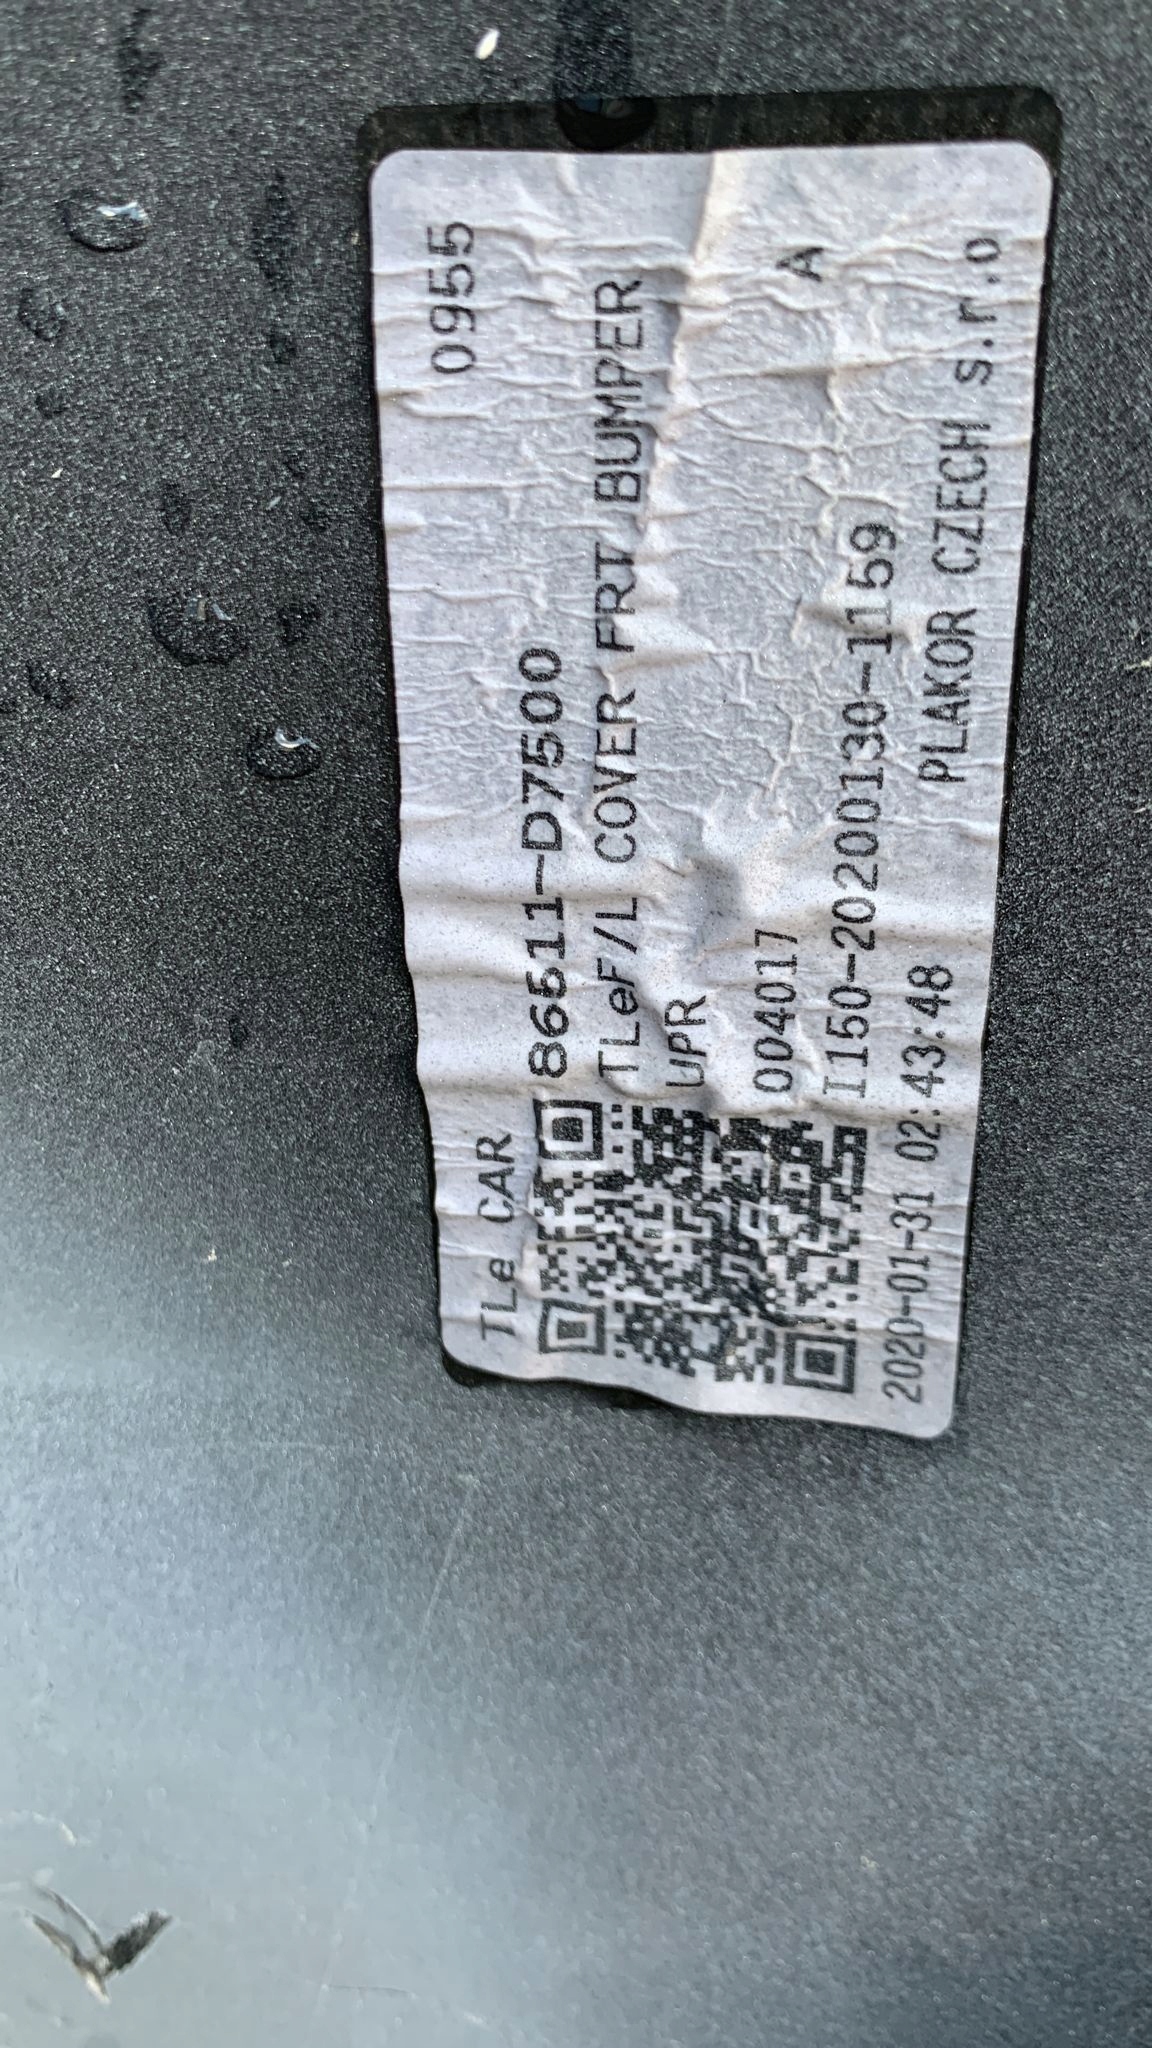 TLe CAR 0955
86511-D7500
TLeF/L COVER FRT BUMPER
UPR
004017 A
I150-20200130-1159
2020-01-31 02:43:48 PLAKOR CZECH s.r.o